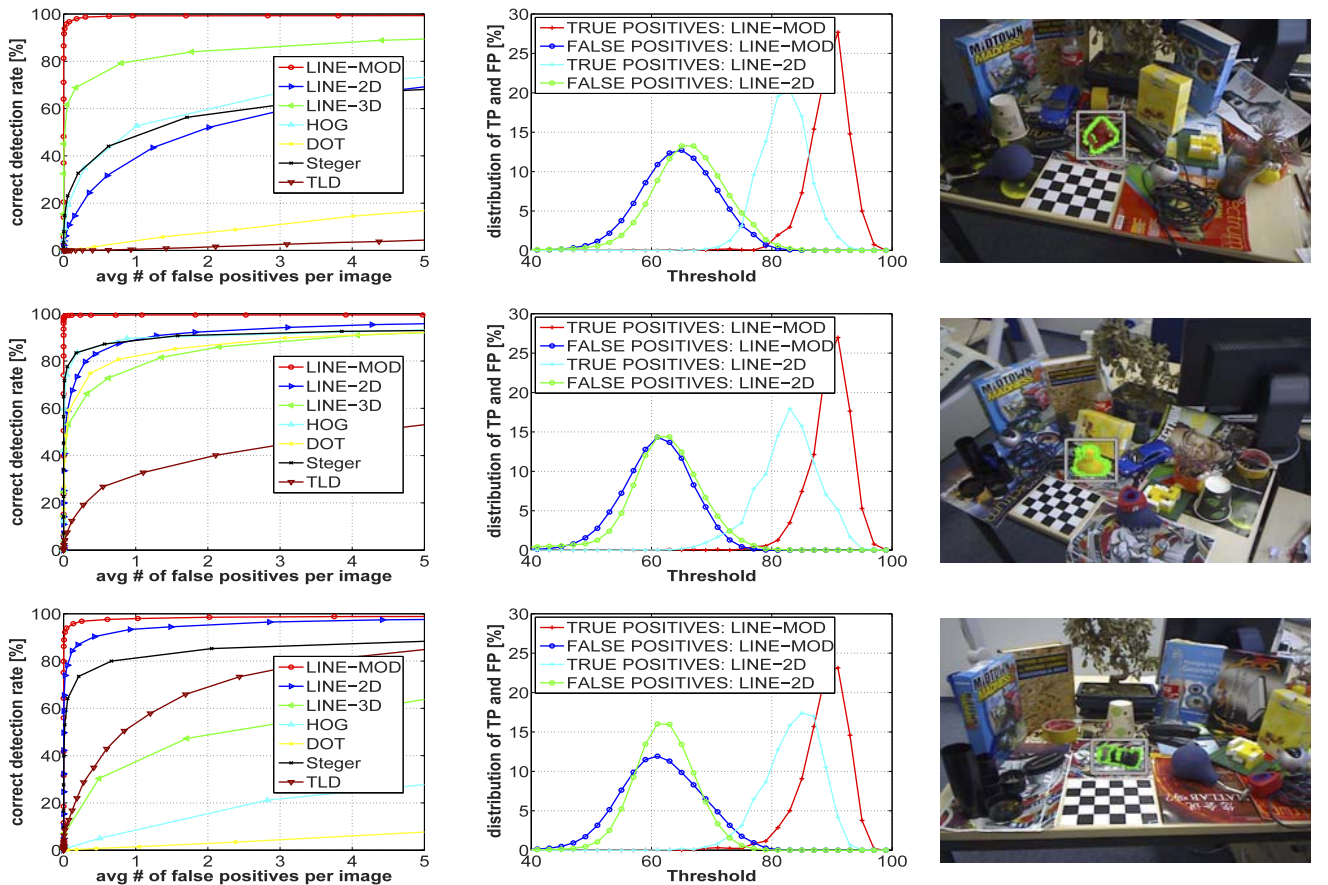 correct detection rate [%]
100
80
60
40
20
0
LINE-MOD
LINE-2D
LINE-3D
HOG
DOT
Steger
TLD
0 1 2 3 4 5
avg # of false positives per image
distribution of TP and FP [%]
30
25
20
15
10
5
0
TRUE POSITIVES: LINE-MOD
FALSE POSITIVES: LINE-MOD
TRUE POSITIVES: LINE-2D
FALSE POSITIVES: LINE-2D
40 60 80 100
Threshold
MiDTOWN
MADNESS
correct detection rate [%]
100
80
60
40
20
0
LINE-MOD
LINE-2D
LINE-3D
HOG
DOT
Steger
TLD
0 1 2 3 4 5
avg # of false positives per image
distribution of TP and FP [%]
30
25
20
15
10
5
0
TRUE POSITIVES: LINE-MOD
FALSE POSITIVES: LINE-MOD
TRUE POSITIVES: LINE-2D
FALSE POSITIVES: LINE-2D
40 60 80 100
Threshold
MiDTOWN
MADNESS
correct detection rate [%]
100
80
60
40
20
0
LINE-MOD
LINE-2D
LINE-3D
HOG
DOT
Steger
TLD
0 1 2 3 4 5
avg # of false positives per image
distribution of TP and FP [%]
30
25
20
15
10
5
0
TRUE POSITIVES: LINE-MOD
FALSE POSITIVES: LINE-MOD
TRUE POSITIVES: LINE-2D
FALSE POSITIVES: LINE-2D
40 60 80 100
Threshold
MiDTOWN
MADNESS
MATLAB